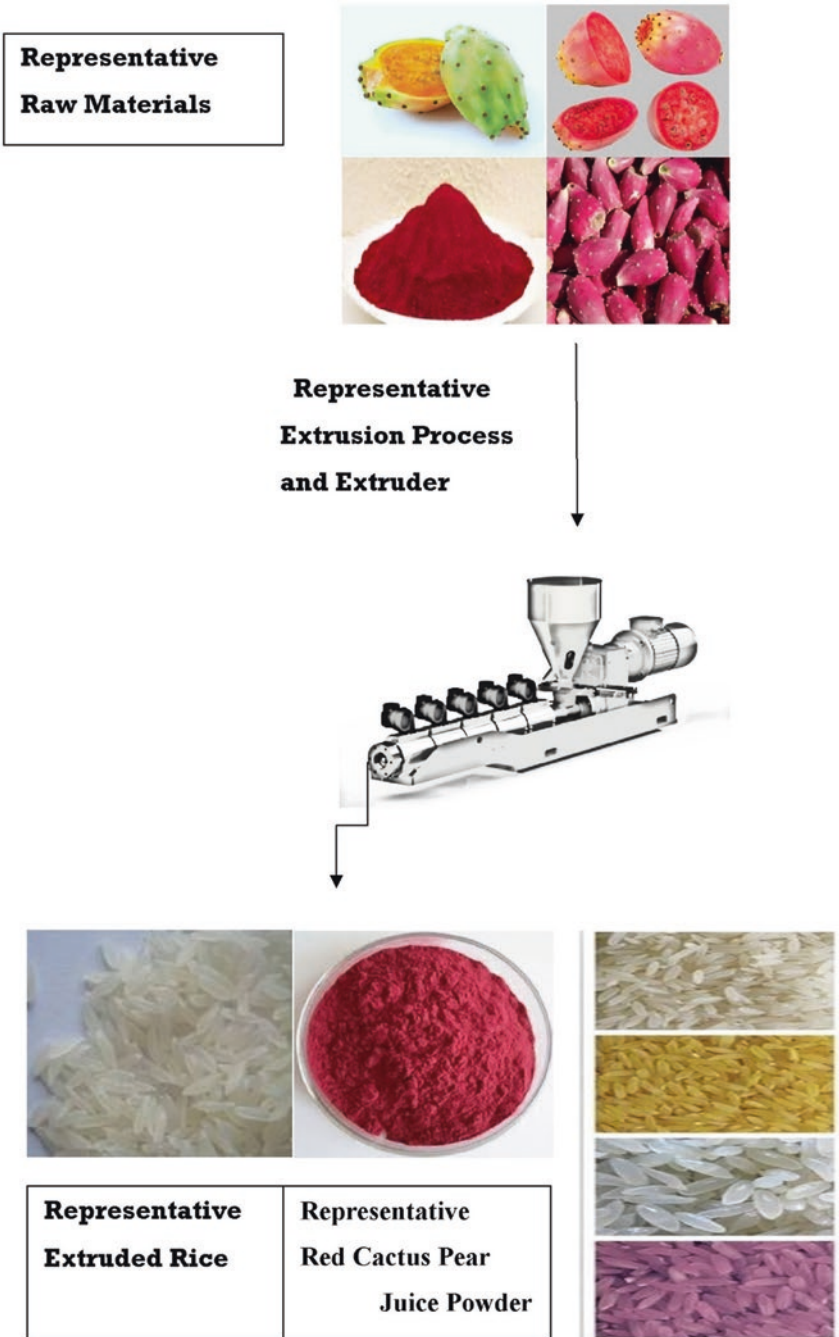 Representative
Raw Materials
Representative
Extrusion Process
and Extruder
Representative
Extruded Rice
Representative
Red Cactus Pear
Juice Powder